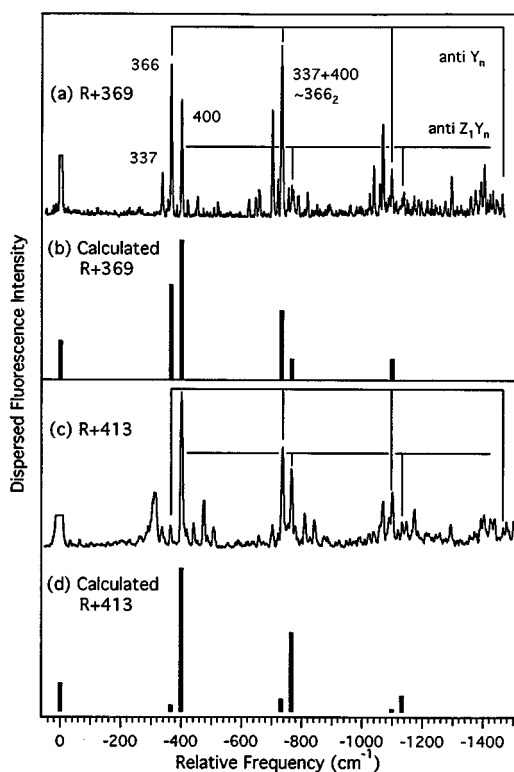 366
337+400
anti Yn
(a) R+369
~366₂
400
anti Z₁Yn
337
(b) Calculated
R+369
(c) R+413
(d) Calculated
R+413
Dispersed Fluorescence Intensity
0 -200 -400 -600 -800 -1000 -1200 -1400
Relative Frequency (cm⁻¹)